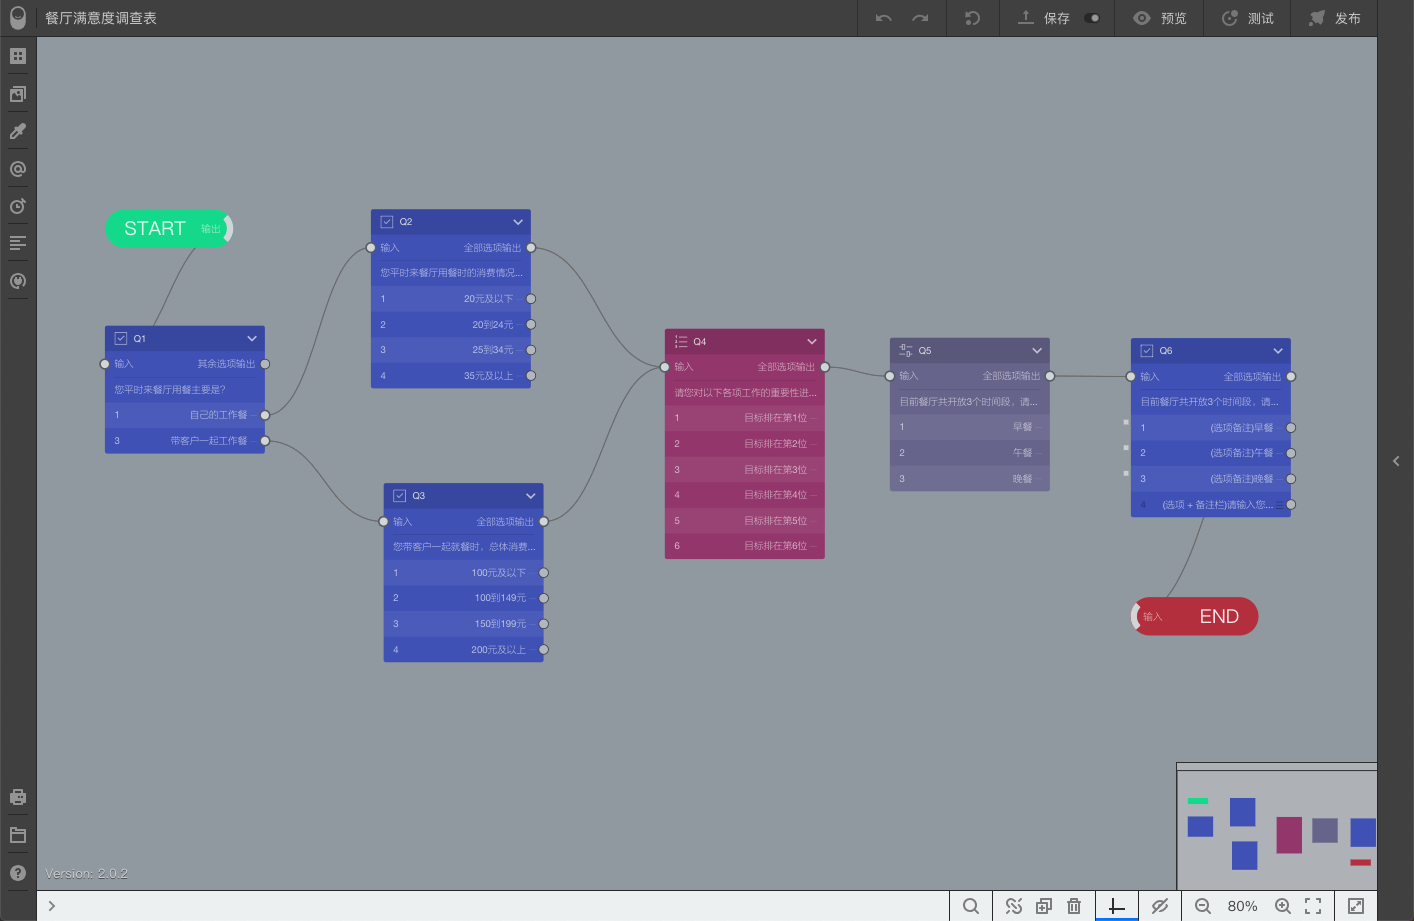 餐厅满意度调查表
保存
预览
测试
发布
START 输出
Q1
输入 其余选项输出
您平时来餐厅用餐主要是?
1 自己的工作餐
3 带客户一起工作餐
Q2
输入 全部选项输出
您平时来餐厅用餐时的消费情况...
1 20元及以下
2 20到24元
3 25到34元
4 35元及以上
Q3
输入 全部选项输出
您带客户一起就餐时，总体消费...
1 100元及以下
2 100到149元
3 150到199元
4 200元及以上
Q4
输入 全部选项输出
请您对以下各项工作的重要性进...
1 目标排在第1位
2 目标排在第2位
3 目标排在第3位
4 目标排在第4位
5 目标排在第5位
6 目标排在第6位
Q5
输入 全部选项输出
目前餐厅共开放3个时间段，请...
1 早餐
2 午餐
3 晚餐
Q6
输入 全部选项输出
目前餐厅共开放3个时间段，请...
1 (选项备注)早餐
2 (选项备注)午餐
3 (选项备注)晚餐
4 (选项 + 备注栏)请输入您...
输入 END
Version: 2.0.2
80%